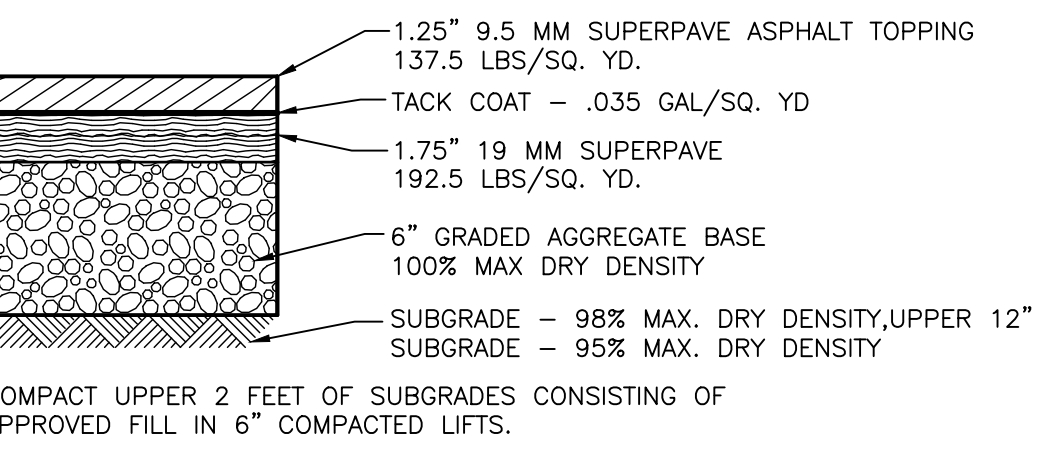 1.25” 9.5 MM SUPERPAVE ASPHALT TOPPING
137.5 LBS/SQ. YD.
TACK COAT – .035 GAL/SQ. YD
1.75” 19 MM SUPERPAVE
192.5 LBS/SQ. YD.
6” GRADED AGGREGATE BASE
100% MAX DRY DENSITY
SUBGRADE – 98% MAX. DRY DENSITY,UPPER 12”
SUBGRADE – 95% MAX. DRY DENSITY
OMPACT UPPER 2 FEET OF SUBGRADES CONSISTING OF
PPROVED FILL IN 6” COMPACTED LIFTS.